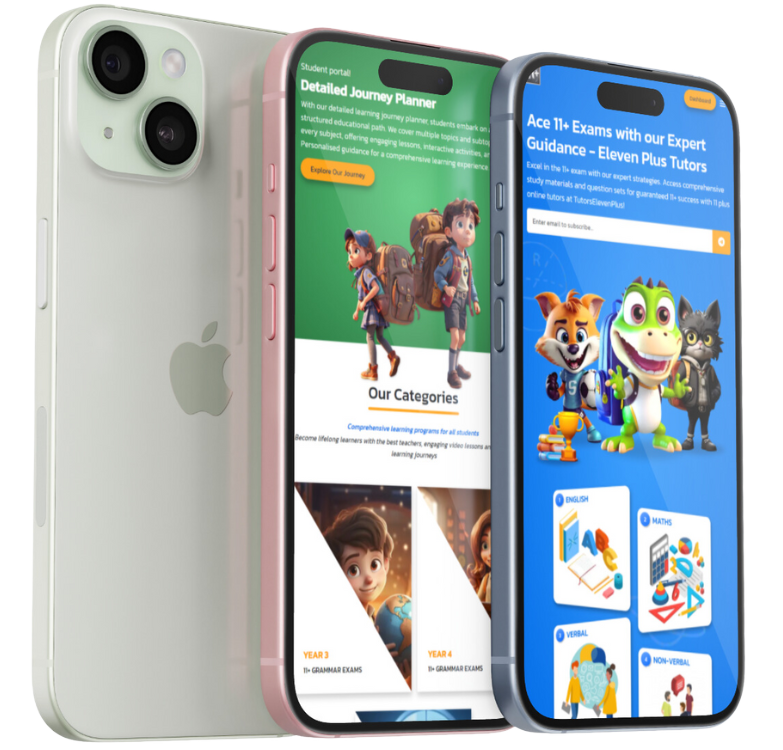 Student portal!
Detailed Journey Planner
With our detailed learning journey planner, students embark on
structured educational path. We cover multiple topics and
every subject, offering engaging lessons, interactive activities,
Personalised guidance for a comprehensive learning experience
Explore Our Journey
Our Categories
Comprehensive learning programs for all students
Become lifelong learners with the best teachers, engaging video lessons
learning journeys
YEAR 3
11+ GRAMMAR EXAMS
YEAR 4
11+ GRAMMAR EXAMS
Dashboard
Ace 11+ Exams with our Expert
Guidance - Eleven Plus Tutors
Excel in the 11+ exam with our expert strategies. Access comprehensive
study materials and question sets for guaranteed 11+ success with 11 plus
online tutors at TutorsElevenPlus!
Enter email to subscribe..
1 ENGLISH
2 MATHS
3 VERBAL
4 NON-VERBAL